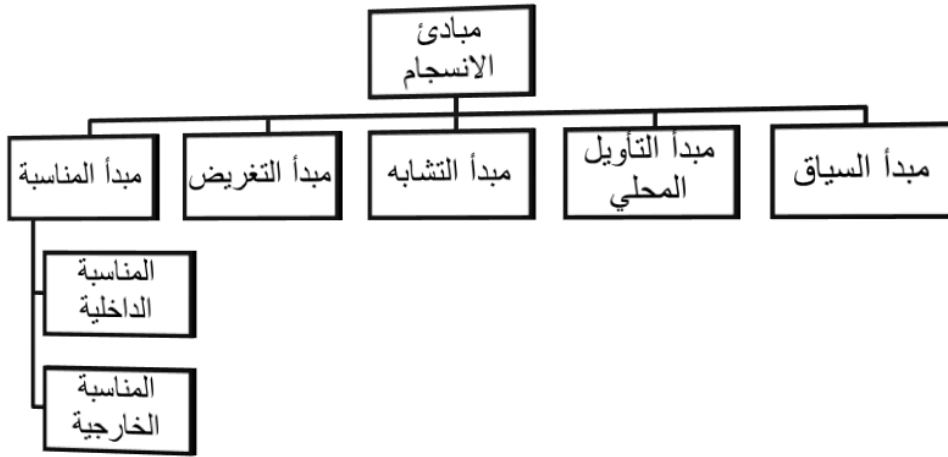 مبادئ
الانسجام
مبدأ السياق
مبدأ التأويل
المحلي
مبدأ التشابه
مبدأ التغريض
مبدأ المناسبة
المناسبة
الداخلية
المناسبة
الخارجية